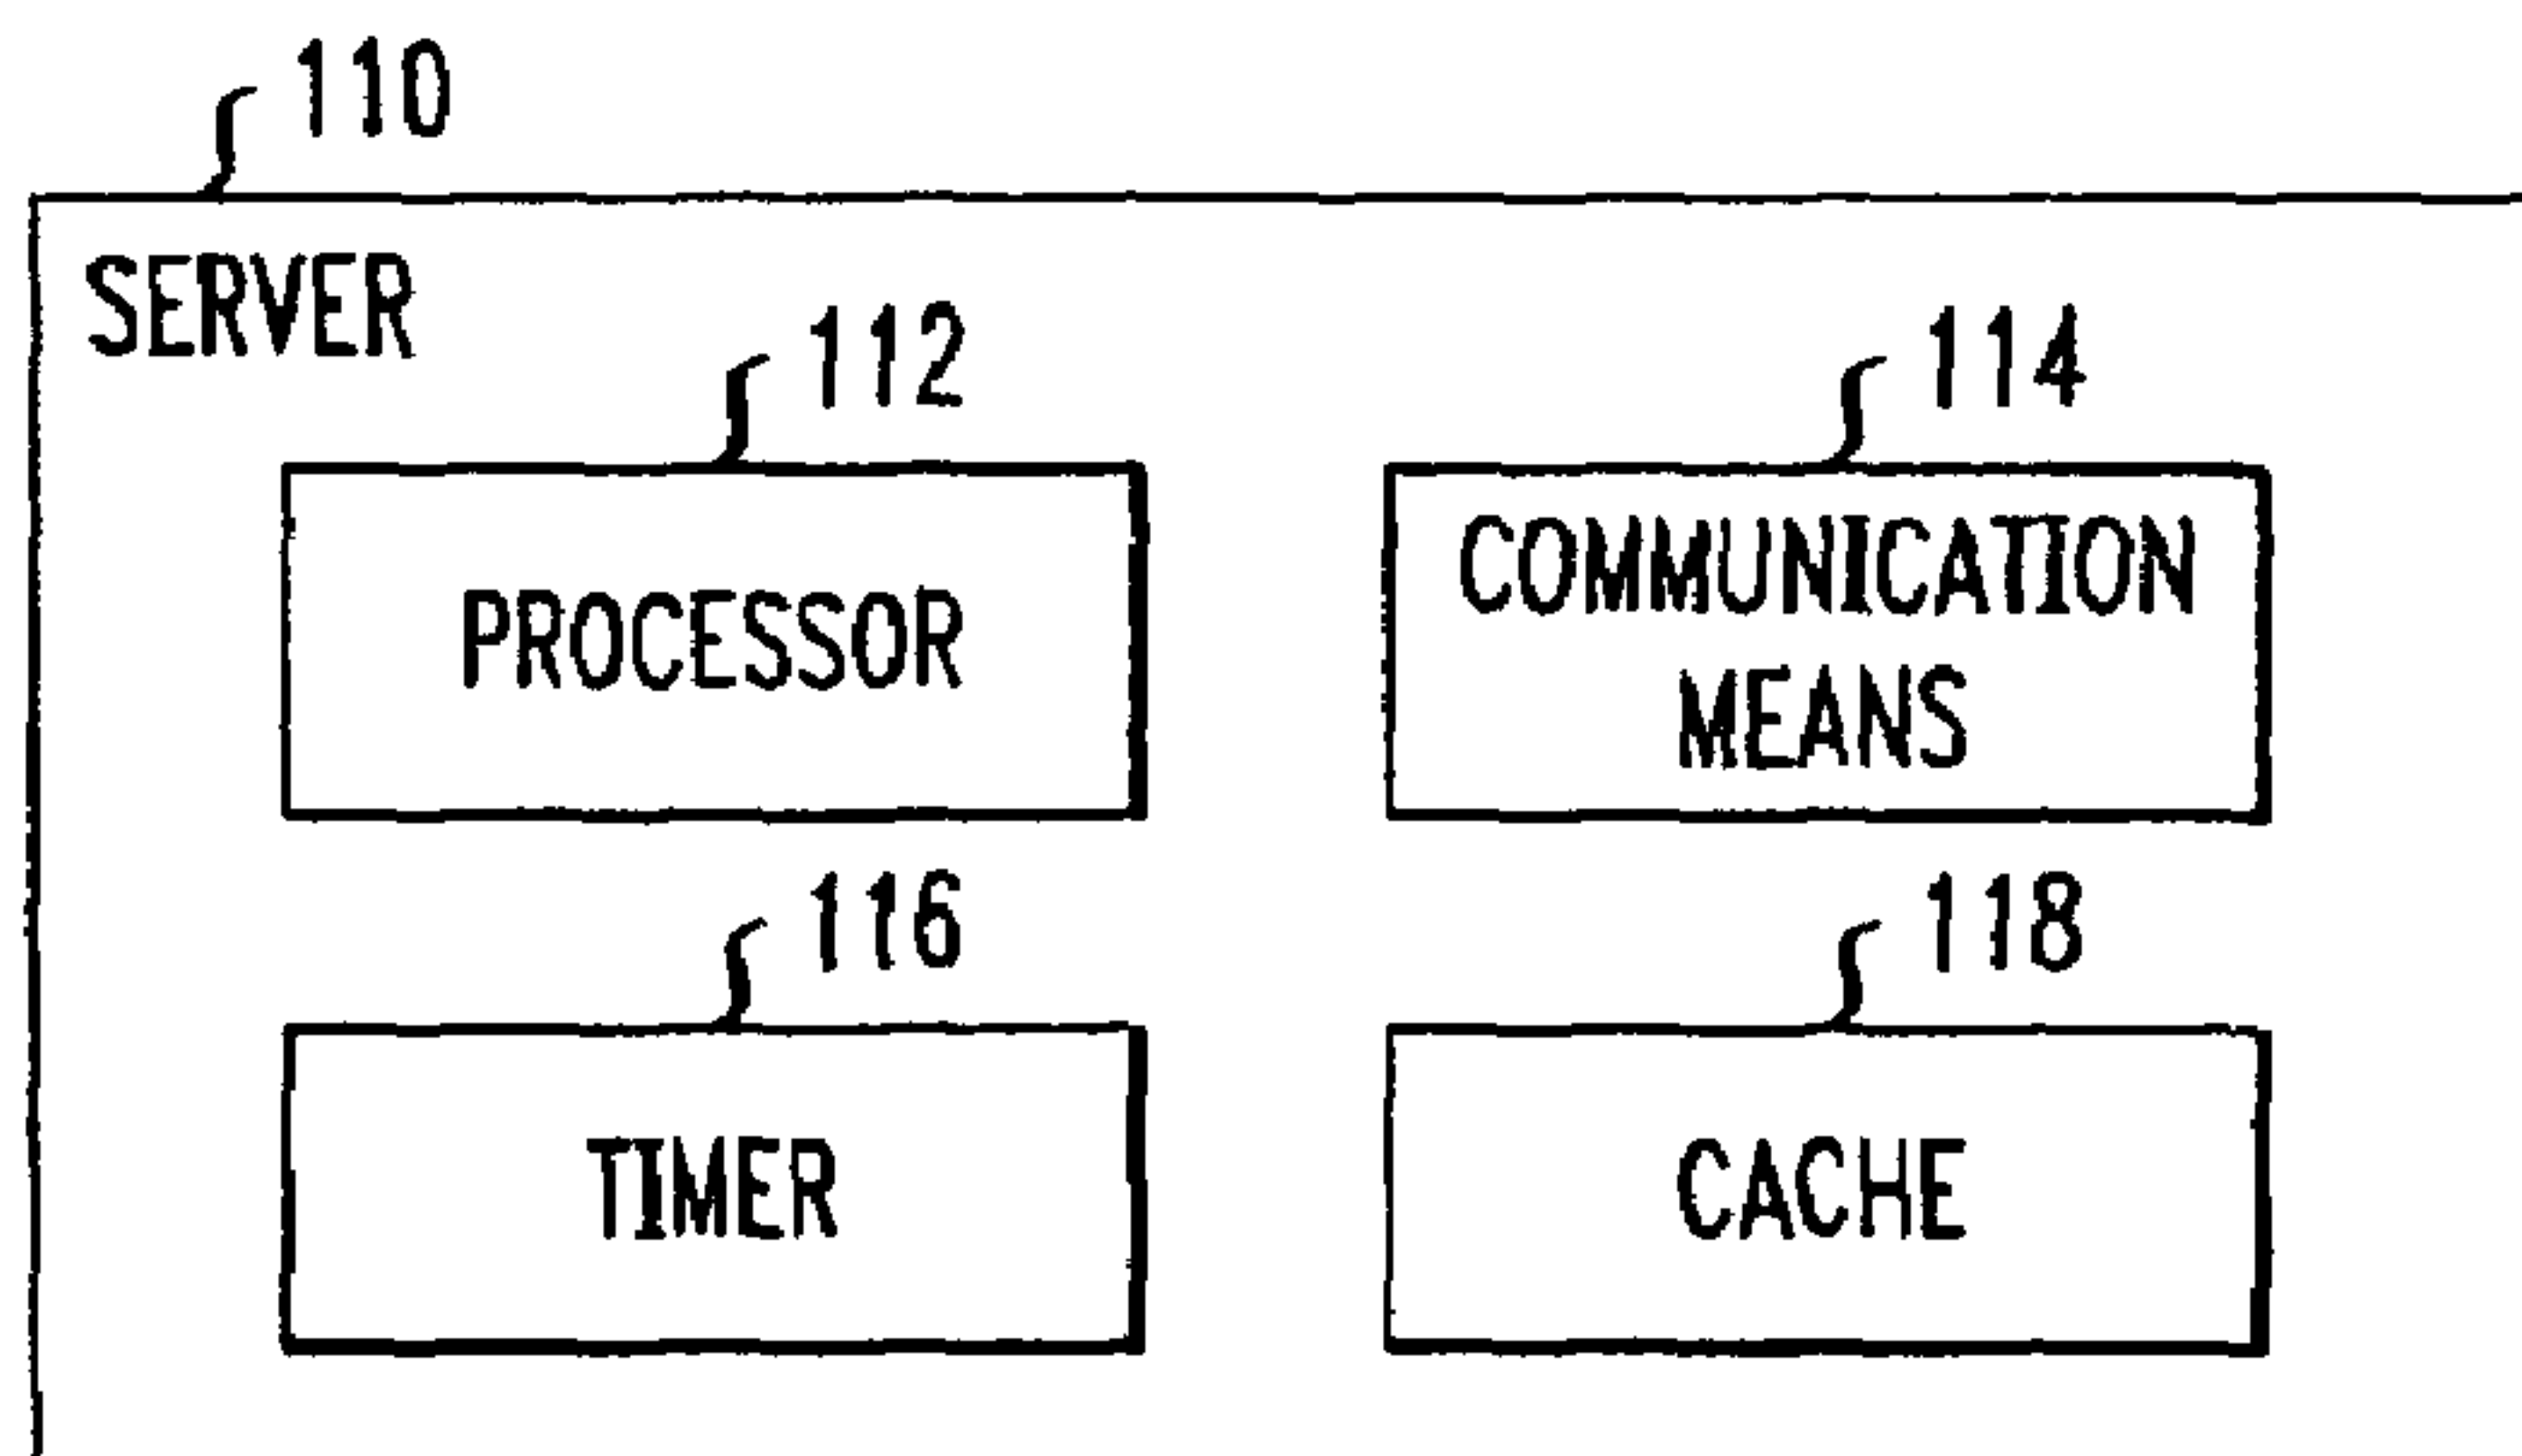 110
SERVER
112
114
PROCESSOR
COMMUNICATION
MEANS
116
118
TIMER
CACHE